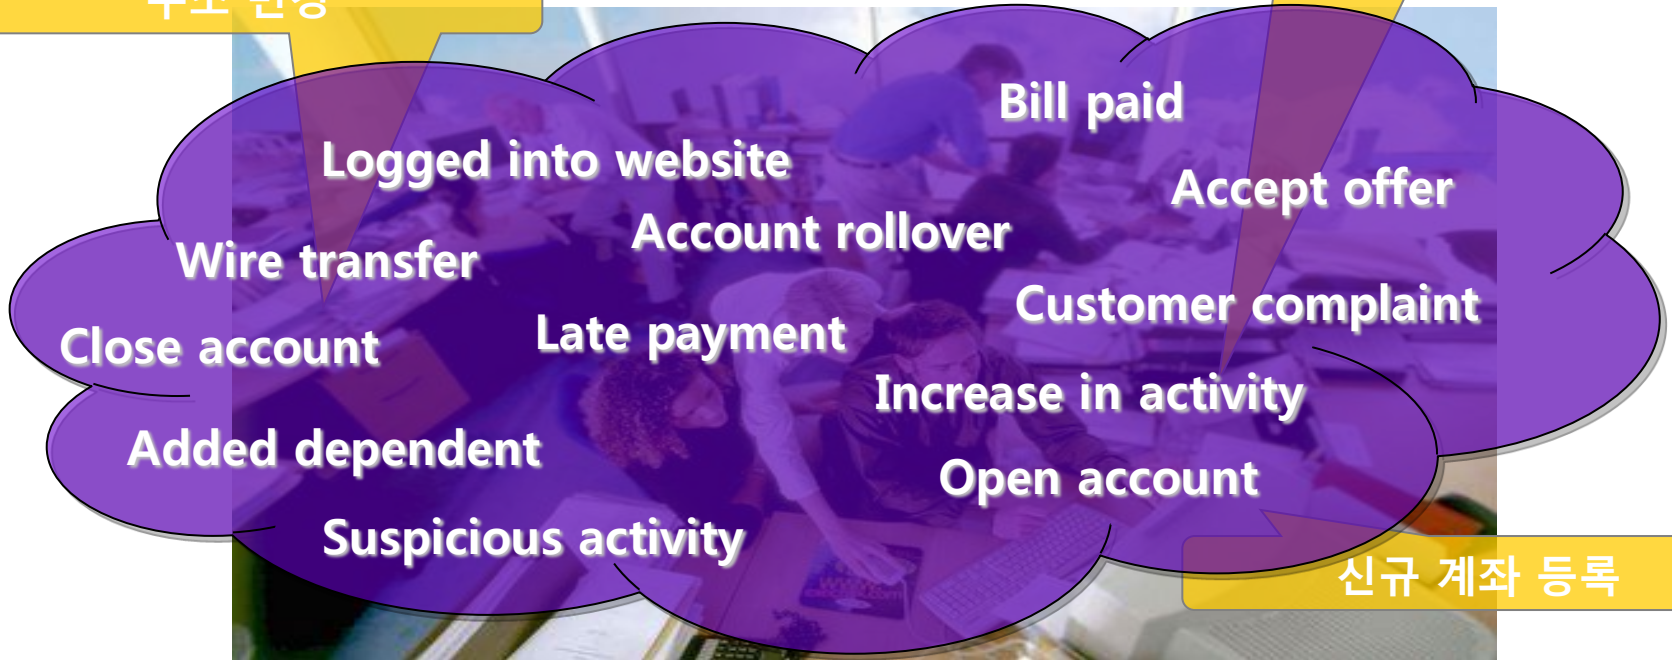 Bill paid
Logged into website
Accept offer
Account rollover
Wire transfer
Customer complaint
Late payment
Close account
Increase in activity
Added dependent
Open account
Suspicious activity
신규 계좌 등록